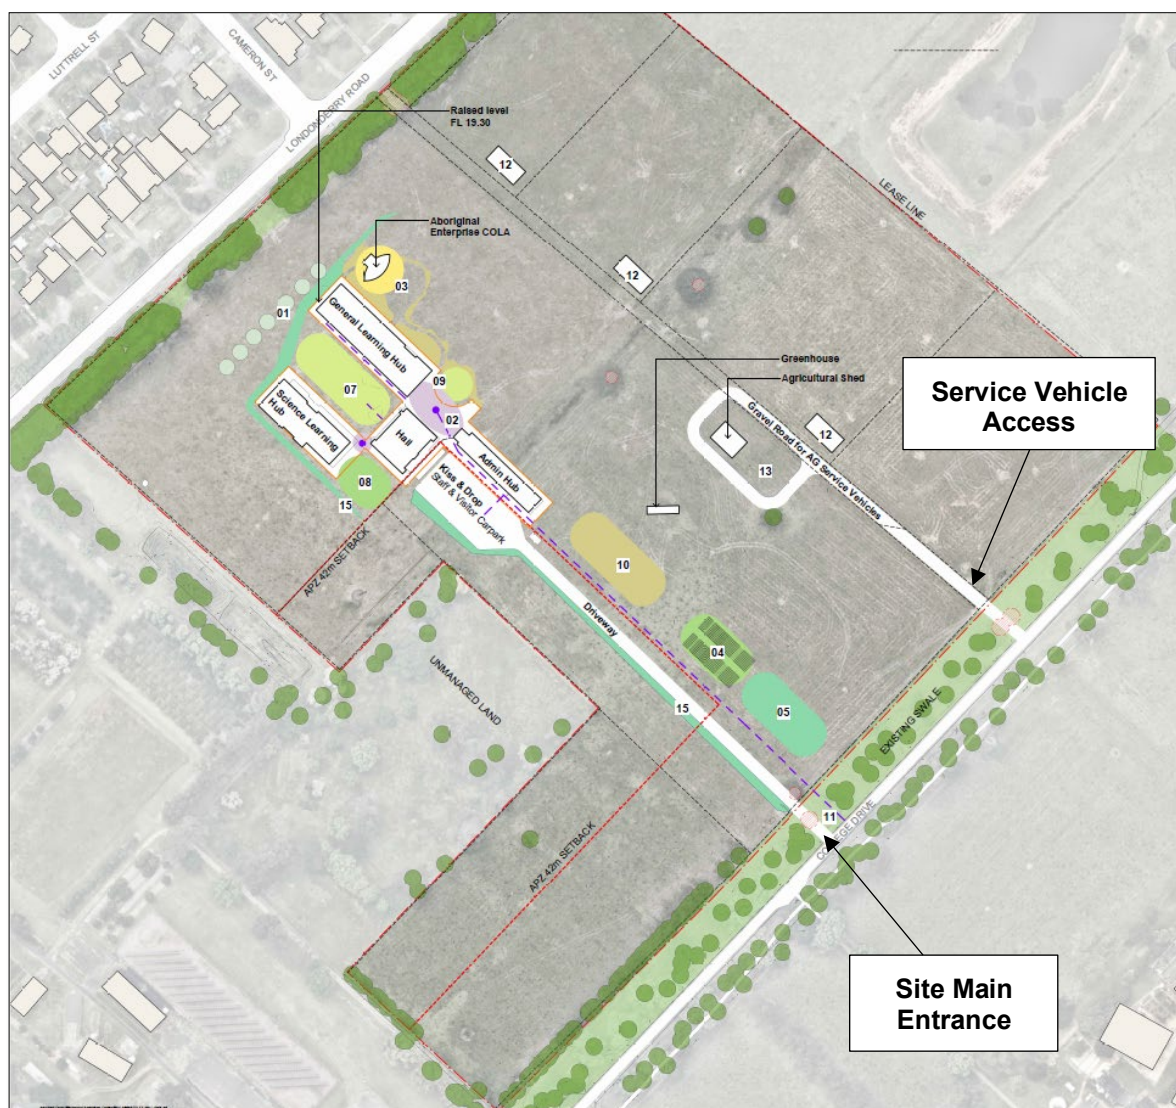 LUTTRELL ST
CAMERON ST
LONDONDERRY ROAD
Raised level
FL 19.30
12
LEASE LINE
Aboriginal
Enterprise COLA
03
12
01
General Learning Hub
Greenhouse
Agricultural Shed
Service Vehicle
Access
07
09
Science Learning
Hub
02
Hall
Gravel Road for AG Service Vehicles
12
13
Admin Hub
Kiss & Drop
Staff & Visitor Carpark
08
15
APZ 42m SETBACK
10
Driveway
UNMANAGED LAND
04
05
15
EXISTING SWALE
11
COLLEGE DRIVE
APZ 42m SETBACK
Site Main
Entrance